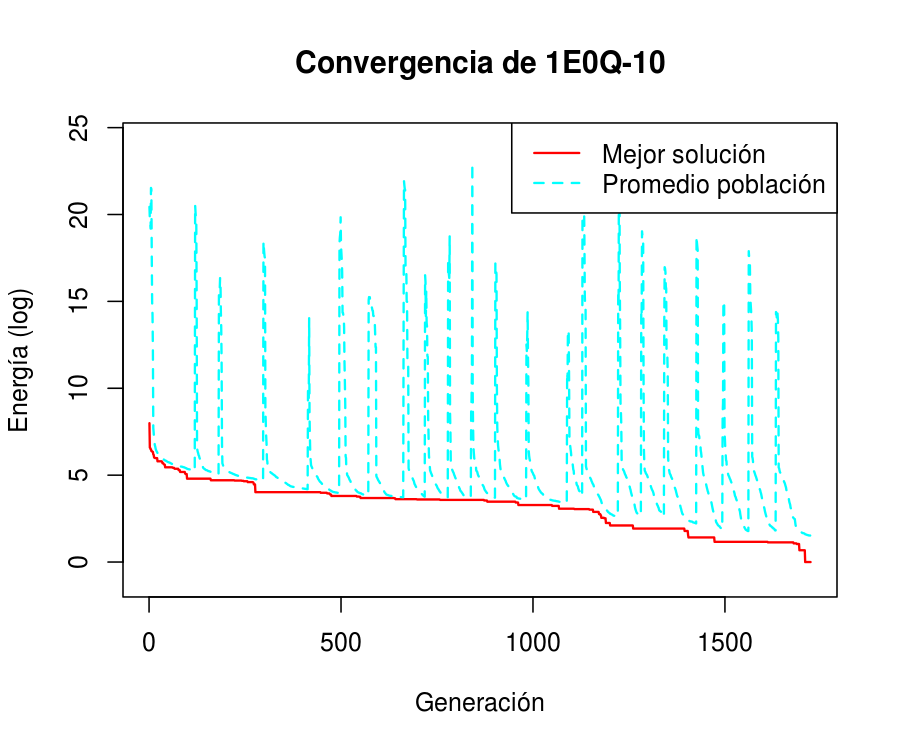 Convergencia de 1E0Q-10
Mejor solución
Promedio población
Energía (log)
25
20
15
10
5
0
0 500 1000 1500
Generación